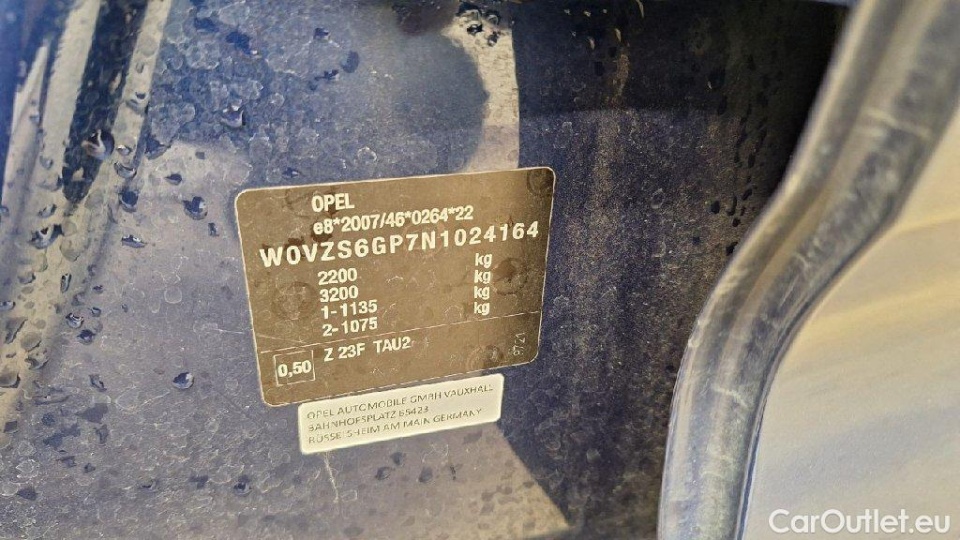 OPEL
e8*2007/46*0264*22
W0VZS6GP7N1024164
2200 kg
3200 kg
1-1135 kg
2-1075 kg
0,50 Z 23F TAU2
OPEL AUTOMOBILE GMBH VAUXHALL
BAHNHOFSPLATZ 65423
RÜSSELSHEIM AM MAIN GERMANY
CarOutlet.eu